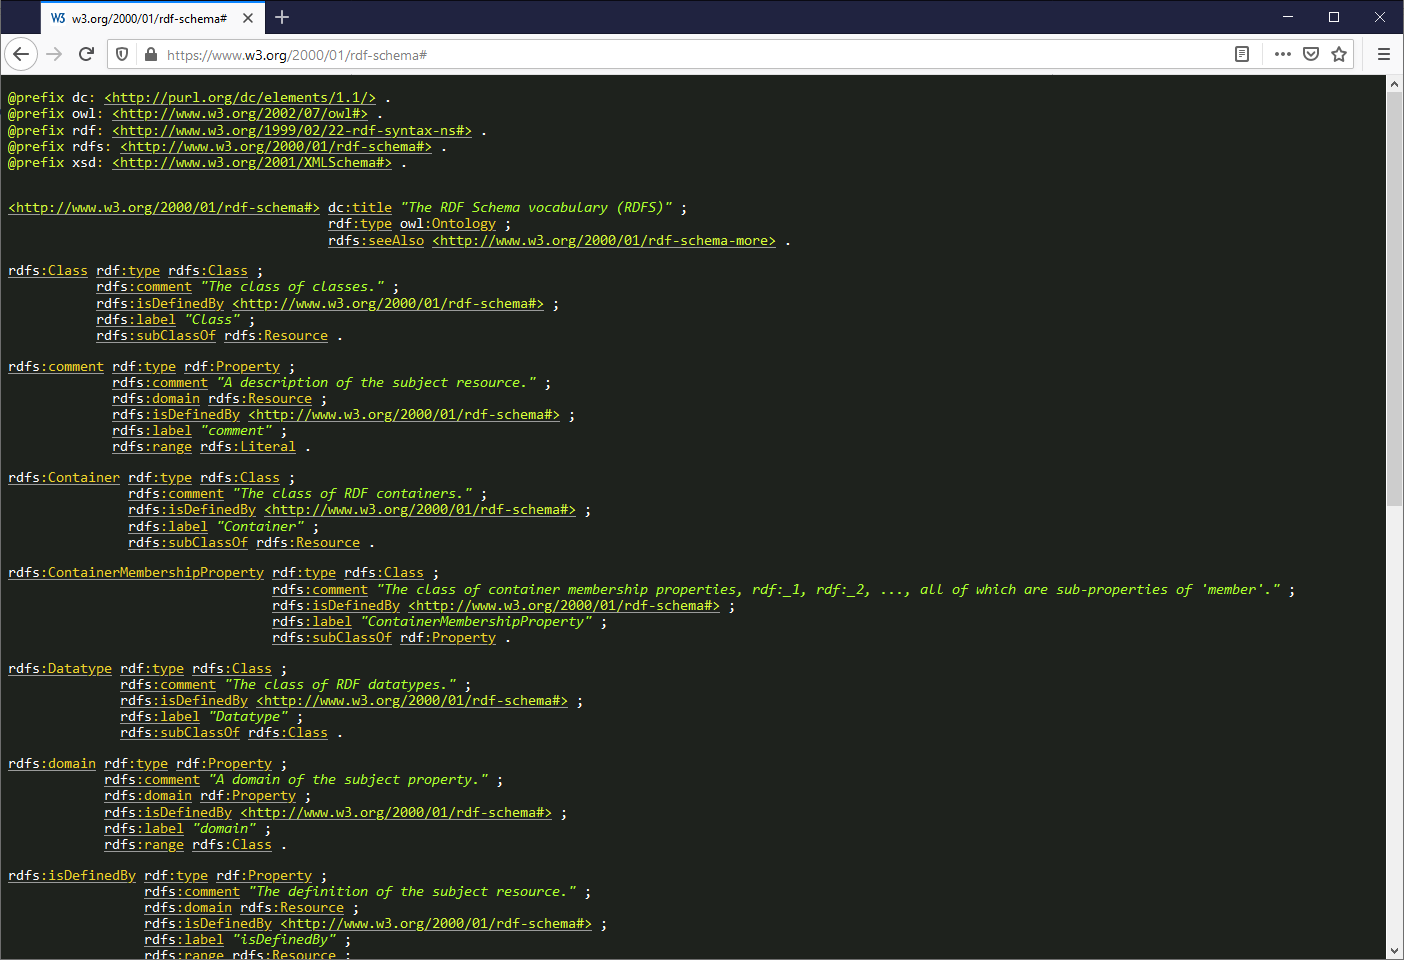 W3 w3.org/2000/01/rdf-schema#
https://www.w3.org/2000/01/rdf-schema#
@prefix dc: <http://purl.org/dc/elements/1.1/> .
@prefix owl: <http://www.w3.org/2002/07/owl#> .
@prefix rdf: <http://www.w3.org/1999/02/22-rdf-syntax-ns#> .
@prefix rdfs: <http://www.w3.org/2000/01/rdf-schema#> .
@prefix xsd: <http://www.w3.org/2001/XMLSchema#> .
<http://www.w3.org/2000/01/rdf-schema#> dc:title "The RDF Schema vocabulary (RDFS)" ;
rdf:type owl:Ontology ;
rdfs:seeAlso <http://www.w3.org/2000/01/rdf-schema-more> .
rdfs:Class rdf:type rdfs:Class ;
rdfs:comment "The class of classes." ;
rdfs:isDefinedBy <http://www.w3.org/2000/01/rdf-schema#> ;
rdfs:label "Class" ;
rdfs:subClassOf rdfs:Resource .
rdfs:comment rdf:type rdf:Property ;
rdfs:comment "A description of the subject resource." ;
rdfs:domain rdfs:Resource ;
rdfs:isDefinedBy <http://www.w3.org/2000/01/rdf-schema#> ;
rdfs:label "comment" ;
rdfs:range rdfs:Literal .
rdfs:Container rdf:type rdfs:Class ;
rdfs:comment "The class of RDF containers." ;
rdfs:isDefinedBy <http://www.w3.org/2000/01/rdf-schema#> ;
rdfs:label "Container" ;
rdfs:subClassOf rdfs:Resource .
rdfs:ContainerMembershipProperty rdf:type rdfs:Class ;
rdfs:comment "The class of container membership properties, rdf:_1, rdf:_2, ..., all of which are sub-properties of 'member'." ;
rdfs:isDefinedBy <http://www.w3.org/2000/01/rdf-schema#> ;
rdfs:label "ContainerMembershipProperty" ;
rdfs:subClassOf rdf:Property .
rdfs:Datatype rdf:type rdfs:Class ;
rdfs:comment "The class of RDF datatypes." ;
rdfs:isDefinedBy <http://www.w3.org/2000/01/rdf-schema#> ;
rdfs:label "Datatype" ;
rdfs:subClassOf rdfs:Class .
rdfs:domain rdf:type rdf:Property ;
rdfs:comment "A domain of the subject property." ;
rdfs:domain rdf:Property ;
rdfs:isDefinedBy <http://www.w3.org/2000/01/rdf-schema#> ;
rdfs:label "domain" ;
rdfs:range rdfs:Class .
rdfs:isDefinedBy rdf:type rdf:Property ;
rdfs:comment "The definition of the subject resource." ;
rdfs:domain rdfs:Resource ;
rdfs:isDefinedBy <http://www.w3.org/2000/01/rdf-schema#> ;
rdfs:label "isDefinedBy" ;
rdfs:range rdfs:Resource ;